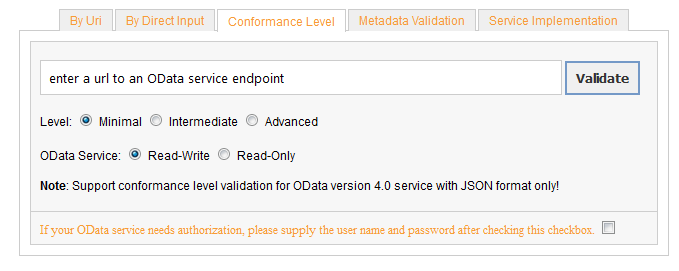 By Uri By Direct Input Conformance Level Metadata Validation Service Implementation
enter a url to an OData service endpoint Validate
Level: Minimal Intermediate Advanced
OData Service: Read-Write Read-Only
Note: Support conformance level validation for OData version 4.0 service with JSON format only!
If your OData service needs authorization, please supply the user name and password after checking this checkbox.